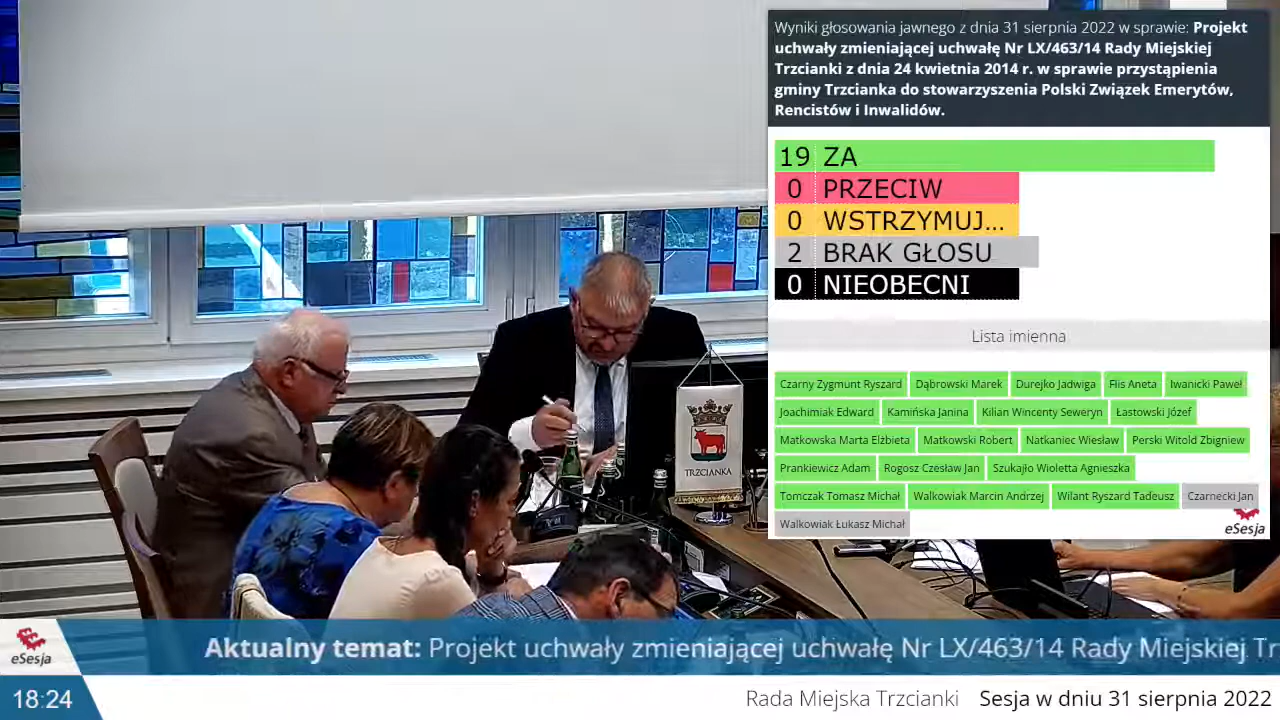 Wyniki głosowania jawnego z dnia 31 sierpnia 2022 w sprawie: Projekt
uchwały zmieniającej uchwałę Nr LX/463/14 Rady Miejskiej
Trzcianki z dnia 24 kwietnia 2014 r. w sprawie przystąpienia
gminy Trzcianka do stowarzyszenia Polski Związek Emerytów,
Rencistów i Inwalidów.
19 ZA
0 PRZECIW
0 WSTRZYMUJ...
2 BRAK GŁOSU
0 NIEOBECNI
Lista imienna
Czarny Zygmunt Ryszard Dąbrowski Marek Durejko Jadwiga Flis Aneta Iwanicki Paweł
Joachimiak Edward Kamińska Janina Kilian Wincenty Seweryn Łastowski Józef
Matkowska Marta Elżbieta Matkowski Robert Natkaniec Wiesław Perski Witold Zbigniew
Prankiewicz Adam Rogosz Czesław Jan Szukajło Wioletta Agnieszka
Tomczak Tomasz Michał Walkowiak Marcin Andrzej Wilant Ryszard Tadeusz Czarnecki Jan
Walkowiak Łukasz Michał
eSesja
TRZCIANKA
eSesja
Aktualny temat: Projekt uchwały zmieniającej uchwałę Nr LX/463/14 Rady Miejskiej Tr
18:24
Rada Miejska Trzcianki Sesja w dniu 31 sierpnia 2022